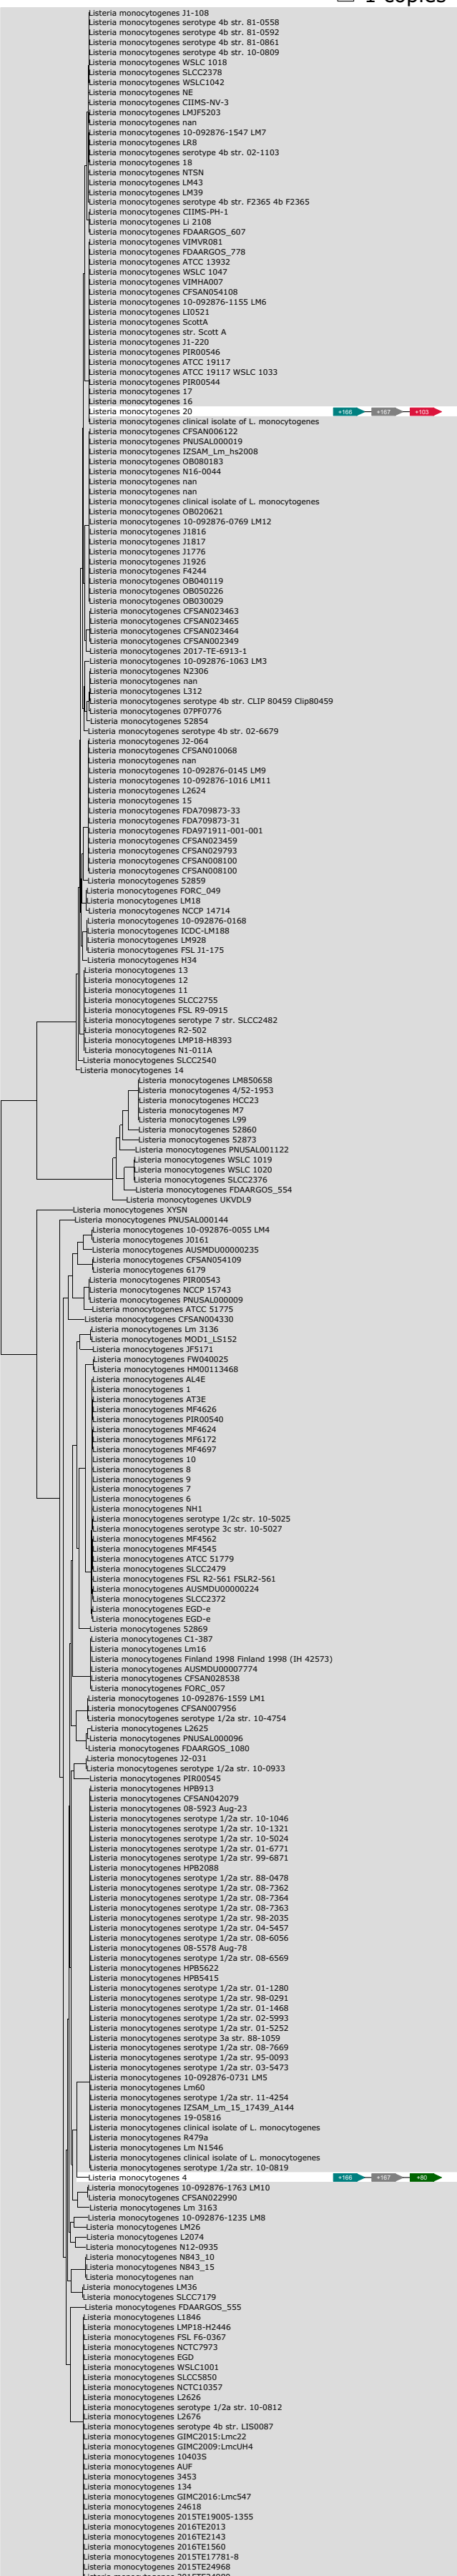 1 copies
Listeria monocytogenes J1-108
Listeria monocytogenes serotype 4b str. 81-0558
Listeria monocytogenes serotype 4b str. 81-0592
Listeria monocytogenes serotype 4b str. 81-0861
Listeria monocytogenes serotype 4b str. 10-0809
Listeria monocytogenes WSLC 1018
Listeria monocytogenes SLCC2378
Listeria monocytogenes WSLC1042
Listeria monocytogenes NE
Listeria monocytogenes CIIMS-NV-3
Listeria monocytogenes LMJF5203
Listeria monocytogenes nan
Listeria monocytogenes 10-092876-1547 LM7
Listeria monocytogenes LR8
Listeria monocytogenes serotype 4b str. 02-1103
Listeria monocytogenes 18
Listeria monocytogenes NTSN
Listeria monocytogenes LM43
Listeria monocytogenes LM39
Listeria monocytogenes serotype 4b str. F2365 4b F2365
Listeria monocytogenes CIIMS-PH-1
Listeria monocytogenes Li 2108
Listeria monocytogenes FDAARGOS_607
Listeria monocytogenes VIMVR081
Listeria monocytogenes FDAARGOS_778
Listeria monocytogenes ATCC 13932
Listeria monocytogenes WSLC 1047
Listeria monocytogenes VIMHA007
Listeria monocytogenes CFSAN054108
Listeria monocytogenes 10-092876-1155 LM6
Listeria monocytogenes LI0521
Listeria monocytogenes ScottA
Listeria monocytogenes str. Scott A
Listeria monocytogenes J1-220
Listeria monocytogenes PIR00546
Listeria monocytogenes ATCC 19117
Listeria monocytogenes ATCC 19117 WSLC 1033
Listeria monocytogenes PIR00544
Listeria monocytogenes 17
Listeria monocytogenes 16
Listeria monocytogenes 20 +166 +167 +103
Listeria monocytogenes clinical isolate of L. monocytogenes
Listeria monocytogenes CFSAN006122
Listeria monocytogenes PNUSAL000019
Listeria monocytogenes IZSAM_Lm_hs2008
Listeria monocytogenes OB080183
Listeria monocytogenes N16-0044
Listeria monocytogenes nan
Listeria monocytogenes nan
Listeria monocytogenes clinical isolate of L. monocytogenes
Listeria monocytogenes OB020621
Listeria monocytogenes 10-092876-0769 LM12
Listeria monocytogenes J1816
Listeria monocytogenes J1817
Listeria monocytogenes J1776
Listeria monocytogenes J1926
Listeria monocytogenes F4244
Listeria monocytogenes OB040119
Listeria monocytogenes OB050226
Listeria monocytogenes OB030029
Listeria monocytogenes CFSAN023463
Listeria monocytogenes CFSAN023465
Listeria monocytogenes CFSAN023464
Listeria monocytogenes CFSAN002349
Listeria monocytogenes 2017-TE-6913-1
Listeria monocytogenes 10-092876-1063 LM3
Listeria monocytogenes N2306
Listeria monocytogenes nan
Listeria monocytogenes L312
Listeria monocytogenes serotype 4b str. CLIP 80459 Clip80459
Listeria monocytogenes 07PF0776
Listeria monocytogenes 52854
Listeria monocytogenes serotype 4b str. 02-6679
Listeria monocytogenes J2-064
Listeria monocytogenes CFSAN010068
Listeria monocytogenes nan
Listeria monocytogenes 10-092876-0145 LM9
Listeria monocytogenes 10-092876-1016 LM11
Listeria monocytogenes L2624
Listeria monocytogenes 15
Listeria monocytogenes FDA709873-33
Listeria monocytogenes FDA709873-31
Listeria monocytogenes FDA971911-001-001
Listeria monocytogenes CFSAN023459
Listeria monocytogenes CFSAN029793
Listeria monocytogenes CFSAN008100
Listeria monocytogenes CFSAN008100
Listeria monocytogenes 52859
Listeria monocytogenes FORC_049
Listeria monocytogenes LM18
Listeria monocytogenes NCCP 14714
Listeria monocytogenes 10-092876-0168
Listeria monocytogenes ICDC-LM188
Listeria monocytogenes LM928
Listeria monocytogenes FSL J1-175
Listeria monocytogenes H34
Listeria monocytogenes 13
Listeria monocytogenes 12
Listeria monocytogenes 11
Listeria monocytogenes SLCC2755
Listeria monocytogenes FSL R9-0915
Listeria monocytogenes serotype 7 str. SLCC2482
Listeria monocytogenes R2-502
Listeria monocytogenes LMP18-H8393
Listeria monocytogenes N1-011A
Listeria monocytogenes SLCC2540
Listeria monocytogenes 14
Listeria monocytogenes LM850658
Listeria monocytogenes 4/52-1953
Listeria monocytogenes HCC23
Listeria monocytogenes M7
Listeria monocytogenes L99
Listeria monocytogenes 52860
Listeria monocytogenes 52873
Listeria monocytogenes PNUSAL001122
Listeria monocytogenes WSLC 1019
Listeria monocytogenes WSLC 1020
Listeria monocytogenes SLCC2376
Listeria monocytogenes FDAARGOS_554
Listeria monocytogenes UKVDL9
Listeria monocytogenes XYSN
Listeria monocytogenes PNUSAL000144
Listeria monocytogenes 10-092876-0055 LM4
Listeria monocytogenes J0161
Listeria monocytogenes AUSMDU00000235
Listeria monocytogenes CFSAN054109
Listeria monocytogenes 6179
Listeria monocytogenes PIR00543
Listeria monocytogenes NCCP 15743
Listeria monocytogenes PNUSAL000009
Listeria monocytogenes ATCC 51775
Listeria monocytogenes CFSAN004330
Listeria monocytogenes Lm 3136
Listeria monocytogenes MOD1_LS152
Listeria monocytogenes JF5171
Listeria monocytogenes FW040025
Listeria monocytogenes HM00113468
Listeria monocytogenes AL4E
Listeria monocytogenes 1
Listeria monocytogenes AT3E
Listeria monocytogenes MF4626
Listeria monocytogenes PIR00540
Listeria monocytogenes MF4624
Listeria monocytogenes MF6172
Listeria monocytogenes MF4697
Listeria monocytogenes 10
Listeria monocytogenes 8
Listeria monocytogenes 9
Listeria monocytogenes 7
Listeria monocytogenes 6
Listeria monocytogenes NH1
Listeria monocytogenes serotype 1/2c str. 10-5025
Listeria monocytogenes serotype 3c str. 10-5027
Listeria monocytogenes MF4562
Listeria monocytogenes MF4545
Listeria monocytogenes ATCC 51779
Listeria monocytogenes SLCC2479
Listeria monocytogenes FSL R2-561 FSLR2-561
Listeria monocytogenes AUSMDU00000224
Listeria monocytogenes SLCC2372
Listeria monocytogenes EGD-e
Listeria monocytogenes EGD-e
Listeria monocytogenes 52869
Listeria monocytogenes C1-387
Listeria monocytogenes Lm16
Listeria monocytogenes Finland 1998 Finland 1998 (IH 42573)
Listeria monocytogenes AUSMDU00007774
Listeria monocytogenes CFSAN028538
Listeria monocytogenes FORC_057
Listeria monocytogenes 10-092876-1559 LM1
Listeria monocytogenes CFSAN007956
Listeria monocytogenes serotype 1/2a str. 10-4754
Listeria monocytogenes L2625
Listeria monocytogenes PNUSAL000096
Listeria monocytogenes FDAARGOS_1080
Listeria monocytogenes J2-031
Listeria monocytogenes serotype 1/2a str. 10-0933
Listeria monocytogenes PIR00545
Listeria monocytogenes HPB913
Listeria monocytogenes CFSAN042079
Listeria monocytogenes 08-5923 Aug-23
Listeria monocytogenes serotype 1/2a str. 10-1046
Listeria monocytogenes serotype 1/2a str. 10-1321
Listeria monocytogenes serotype 1/2a str. 10-5024
Listeria monocytogenes serotype 1/2a str. 01-6771
Listeria monocytogenes serotype 1/2a str. 99-6871
Listeria monocytogenes HPB2088
Listeria monocytogenes serotype 1/2a str. 88-0478
Listeria monocytogenes serotype 1/2a str. 08-7362
Listeria monocytogenes serotype 1/2a str. 08-7364
Listeria monocytogenes serotype 1/2a str. 08-7363
Listeria monocytogenes serotype 1/2a str. 98-2035
Listeria monocytogenes serotype 1/2a str. 04-5457
Listeria monocytogenes serotype 1/2a str. 08-6056
Listeria monocytogenes 08-5578 Aug-78
Listeria monocytogenes serotype 1/2a str. 08-6569
Listeria monocytogenes HPB5622
Listeria monocytogenes HPB5415
Listeria monocytogenes serotype 1/2a str. 01-1280
Listeria monocytogenes serotype 1/2a str. 98-0291
Listeria monocytogenes serotype 1/2a str. 01-1468
Listeria monocytogenes serotype 1/2a str. 02-5993
Listeria monocytogenes serotype 1/2a str. 01-5252
Listeria monocytogenes serotype 3a str. 88-1059
Listeria monocytogenes serotype 1/2a str. 08-7669
Listeria monocytogenes serotype 1/2a str. 95-0093
Listeria monocytogenes serotype 1/2a str. 03-5473
Listeria monocytogenes 10-092876-0731 LM5
Listeria monocytogenes Lm60
Listeria monocytogenes serotype 1/2a str. 11-4254
Listeria monocytogenes IZSAM_Lm_15_17439_A144
Listeria monocytogenes 19-05816
Listeria monocytogenes clinical isolate of L. monocytogenes
Listeria monocytogenes R479a
Listeria monocytogenes Lm N1546
Listeria monocytogenes clinical isolate of L. monocytogenes
Listeria monocytogenes serotype 1/2a str. 10-0819
Listeria monocytogenes 4 +166 +167 +80
Listeria monocytogenes 10-092876-1763 LM10
Listeria monocytogenes CFSAN022990
Listeria monocytogenes Lm 3163
Listeria monocytogenes 10-092876-1235 LM8
Listeria monocytogenes LM26
Listeria monocytogenes L2074
Listeria monocytogenes N12-0935
Listeria monocytogenes N843_10
Listeria monocytogenes N843_15
Listeria monocytogenes nan
Listeria monocytogenes LM36
Listeria monocytogenes SLCC7179
Listeria monocytogenes FDAARGOS_555
Listeria monocytogenes L1846
Listeria monocytogenes LMP18-H2446
Listeria monocytogenes FSL F6-0367
Listeria monocytogenes NCTC7973
Listeria monocytogenes EGD
Listeria monocytogenes WSLC1001
Listeria monocytogenes SLCC5850
Listeria monocytogenes NCTC10357
Listeria monocytogenes L2626
Listeria monocytogenes serotype 1/2a str. 10-0812
Listeria monocytogenes L2676
Listeria monocytogenes serotype 4b str. LIS0087
Listeria monocytogenes GIMC2015:Lmc22
Listeria monocytogenes GIMC2009:LmcUH4
Listeria monocytogenes 10403S
Listeria monocytogenes AUF
Listeria monocytogenes 3453
Listeria monocytogenes 134
Listeria monocytogenes GIMC2016:Lmc547
Listeria monocytogenes 24618
Listeria monocytogenes 2015TE19005-1355
Listeria monocytogenes 2016TE2013
Listeria monocytogenes 2016TE2143
Listeria monocytogenes 2016TE1560
Listeria monocytogenes 2015TE17781-8
Listeria monocytogenes 2015TE24968